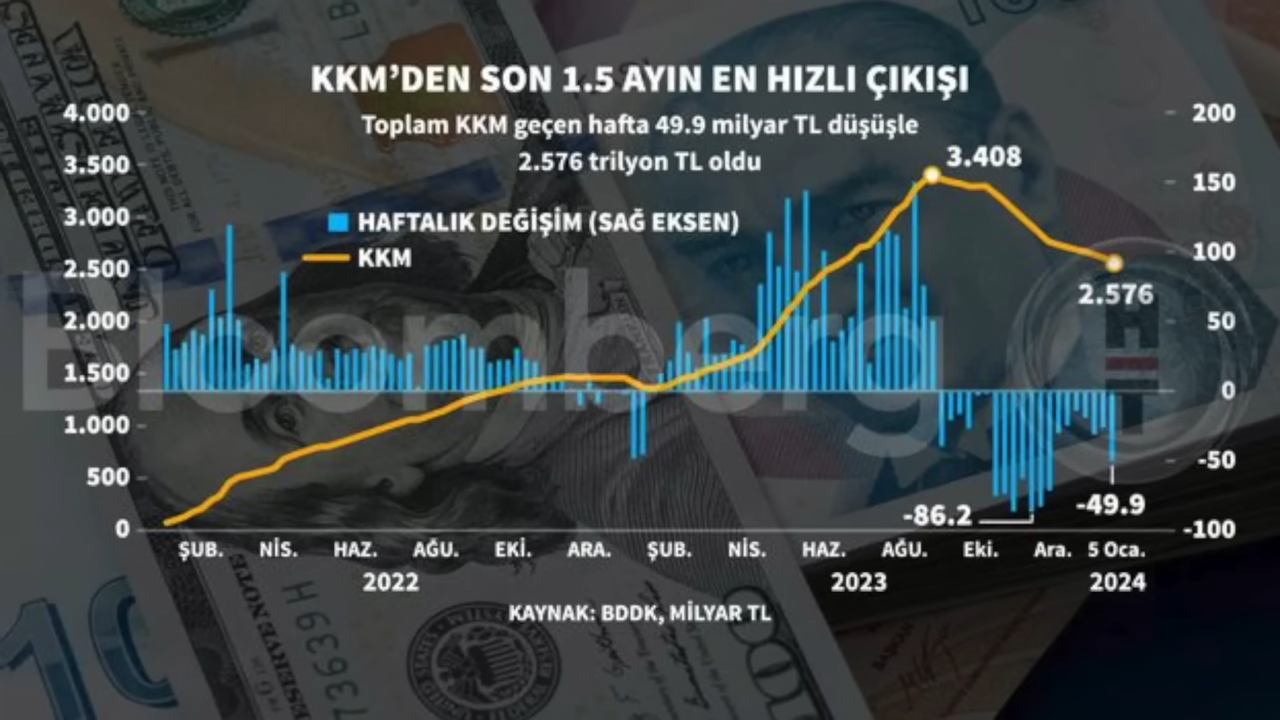 KKM'DEN SON 1.5 AYIN EN HIZLI ÇIKIŞI
Toplam KKM geçen hafta 49.9 milyar TL düşüşle
2.576 trilyon TL oldu
HAFTALIK DEĞİŞİM (SAĞ EKSEN)
KKM
4.000
3.500
3.000
2.500
2.000
1.500
1.000
500
0
200
150
100
50
0
-50
-100
3.408
2.576
-86.2
-49.9
ŞUB. NİS. HAZ. AĞU. EKİ. ARA. ŞUB. NİS. HAZ. AĞU. Eki. Ara. 5 Oca.
2022 2023 2024
KAYNAK: BDDK, MİLYAR TL
Bloomberg
HT